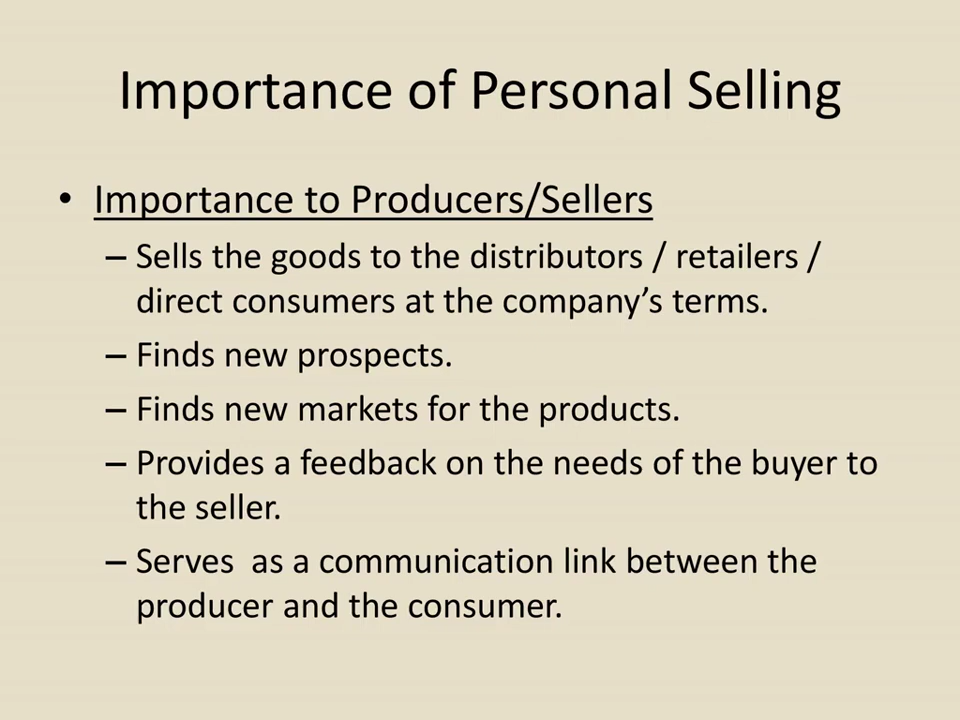 Importance of Personal Selling
• Importance to Producers/Sellers
– Sells the goods to the distributors / retailers /
direct consumers at the company’s terms.
– Finds new prospects.
– Finds new markets for the products.
– Provides a feedback on the needs of the buyer to
the seller.
– Serves  as a communication link between the
producer and the consumer.